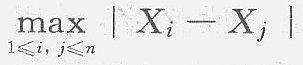 max | X_i − X_j |
1⩽i, j⩽n